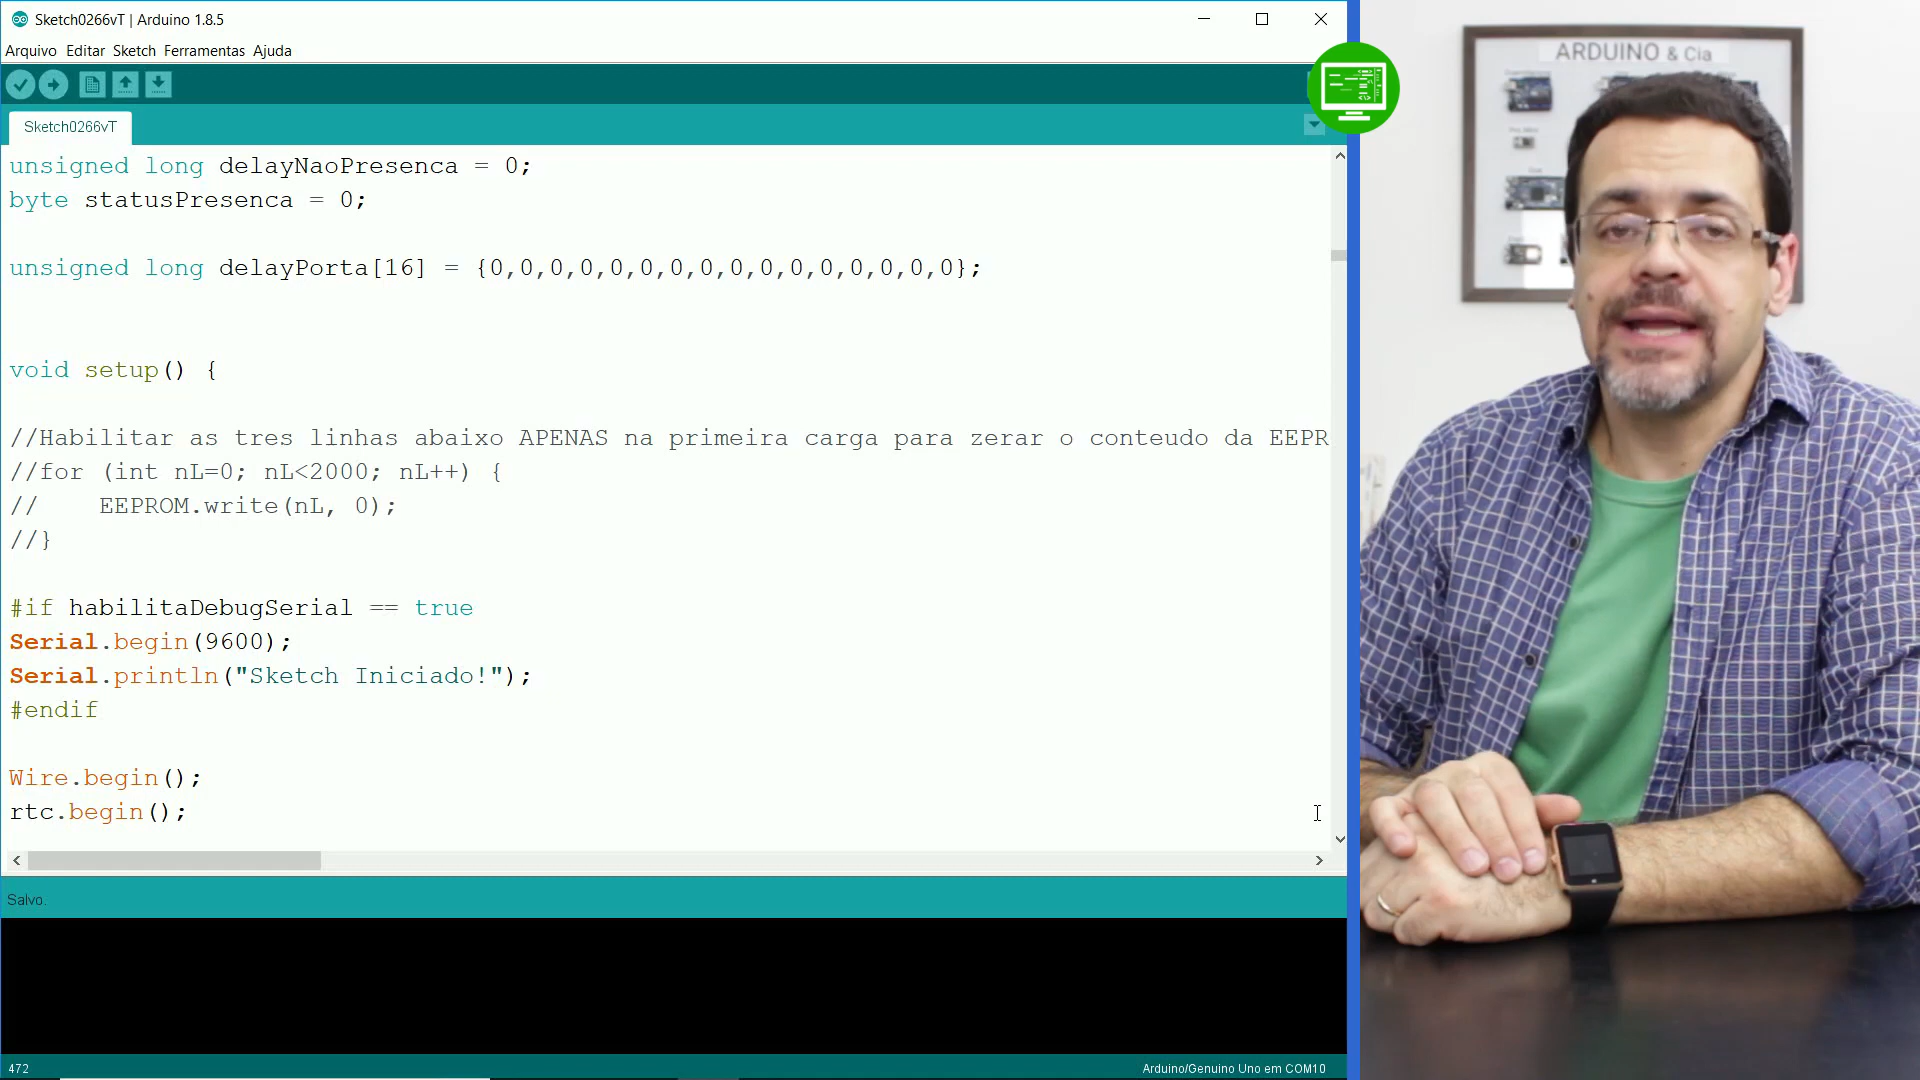 Sketch0266vT | Arduino 1.8.5
Arquivo Editar Sketch Ferramentas Ajuda
Sketch0266vT
unsigned long delayNaoPresenca = 0;
byte statusPresenca = 0;
unsigned long delayPorta[16] = {0,0,0,0,0,0,0,0,0,0,0,0,0,0,0,0};
void setup() {
//Habilitar as tres linhas abaixo APENAS na primeira carga para zerar o conteudo da EEPR
//for (int nL=0; nL<2000; nL++) {
//    EEPROM.write(nL, 0);
//}
#if habilitaDebugSerial == true
Serial.begin(9600);
Serial.println("Sketch Iniciado!");
#endif
Wire.begin();
rtc.begin();
Salvo.
472
Arduino/Genuino Uno em COM10
ARDUINO & Cia